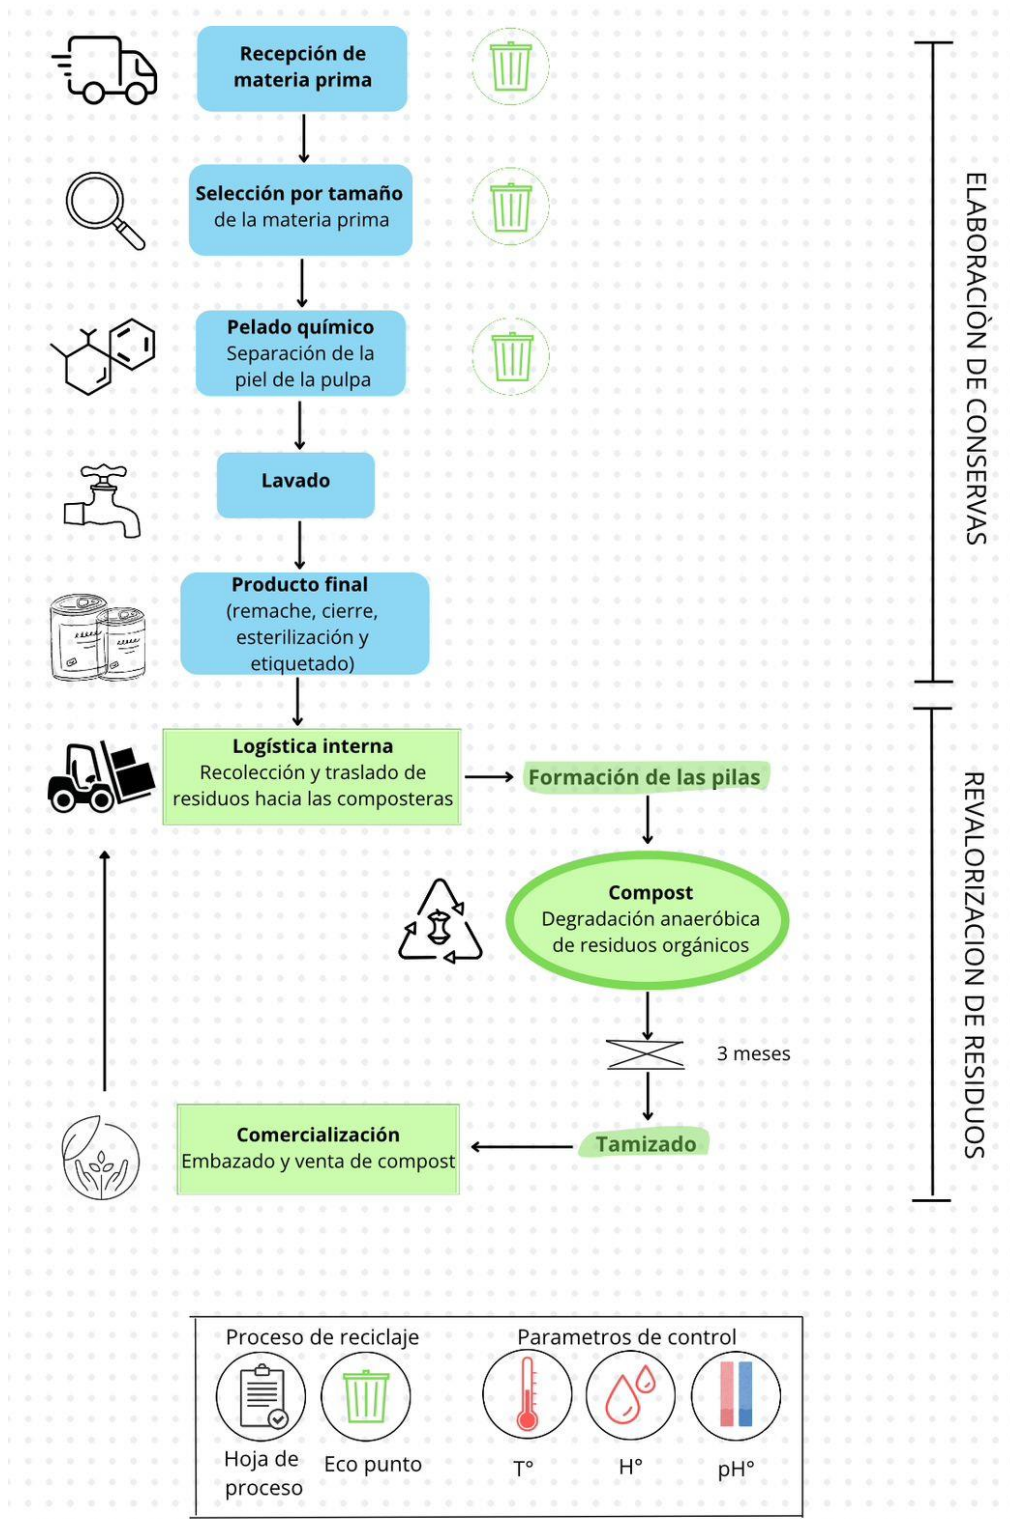 Recepción de
materia prima
Selección por tamaño
de la materia prima
Pelado químico
Separación de la
piel de la pulpa
Lavado
Producto final
(remache, cierre,
esterilización y
etiquetado)
ELABORACIÒN DE CONSERVAS
Logística interna
Recolección y traslado de
residuos hacia las composteras
Formación de las pilas
Compost
Degradación anaeróbica
de residuos orgánicos
3 meses
Tamizado
Comercialización
Embazado y venta de compost
REVALORIZACION DE RESIDUOS
Proceso de reciclaje
Hoja de
proceso
Eco punto
Parametros de control
T°
H°
pH°